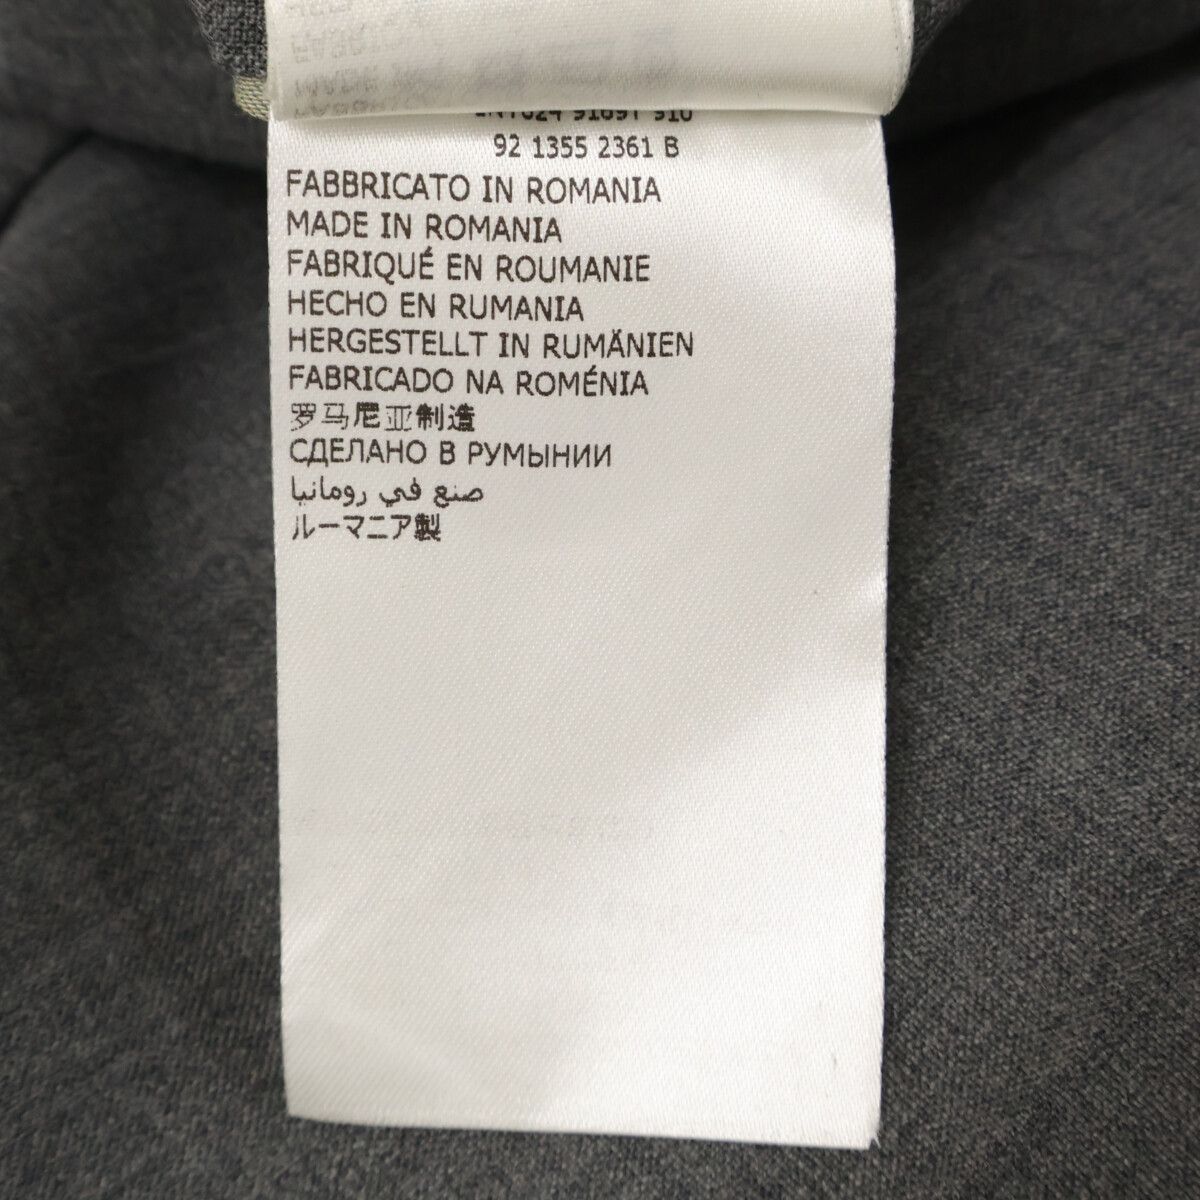 92 1355 2361 B
FABBRICATO IN ROMANIA
MADE IN ROMANIA
FABRIQUÉ EN ROUMANIE
HECHO EN RUMANIA
HERGESTELLT IN RUMÄNIEN
FABRICADO NA ROMÉNIA
罗马尼亚制造
СДЕЛАНО В РУМЫНИИ
صنع في رومانيا
ルーマニア製